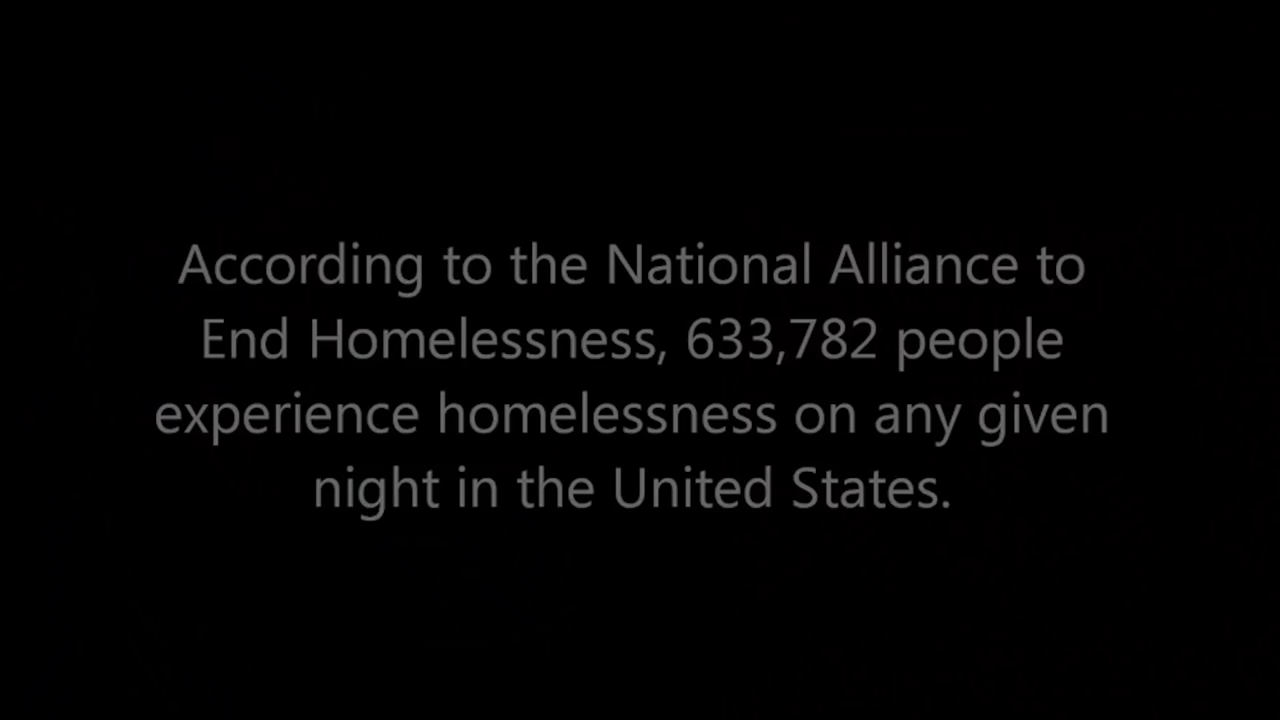 According to the National Alliance to
End Homelessness, 633,782 people
experience homelessness on any given
night in the United States.